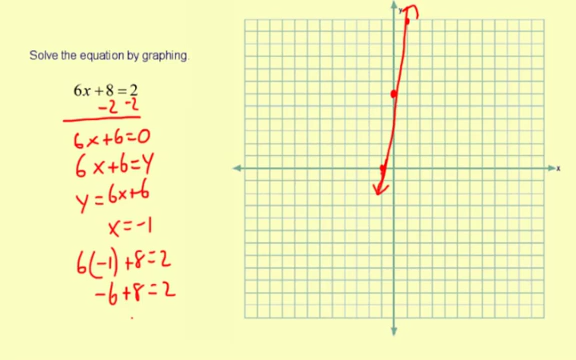 Solve the equation by graphing.
6x + 8 = 2
-2 -2
6x+6=0
6x+6=y
y=6x+6
x=-1
6(-1)+8=2
-6+8=2
y
x